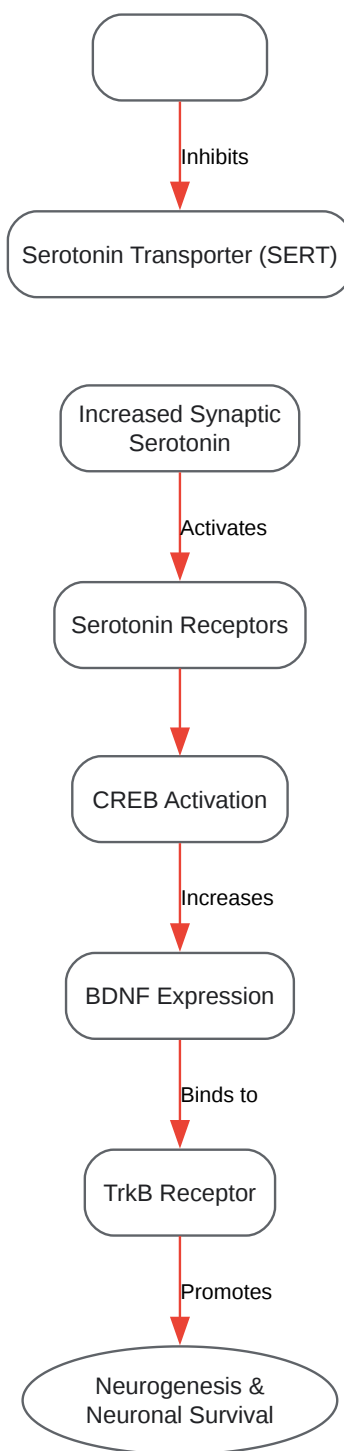 Inhibits
Serotonin Transporter (SERT)
Increased Synaptic
Serotonin
Activates
Serotonin Receptors
CREB Activation
Increases
BDNF Expression
Binds to
TrkB Receptor
Promotes
Neurogenesis &
Neuronal Survival